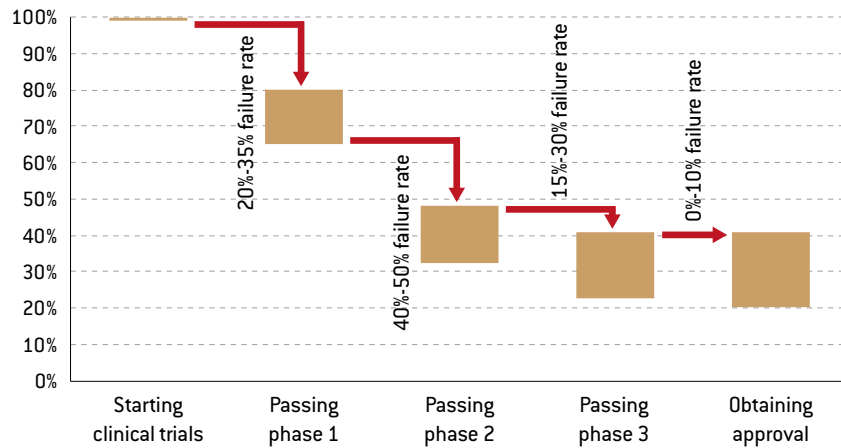 100%
90%
80%
70%
60%
50%
40%
30%
20%
10%
0%
20%-35% failure rate
40%-50% failure rate
15%-30% failure rate
0%-10% failure rate
Starting
clinical trials
Passing
phase 1
Passing
phase 2
Passing
phase 3
Obtaining
approval